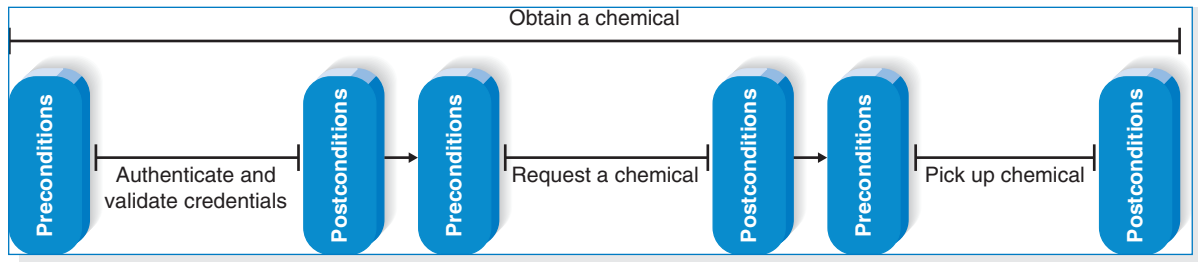 Obtain a chemical
Preconditions
Authenticate and
validate credentials
Postconditions
Preconditions
Request a chemical
Postconditions
Preconditions
Pick up chemical
Postconditions